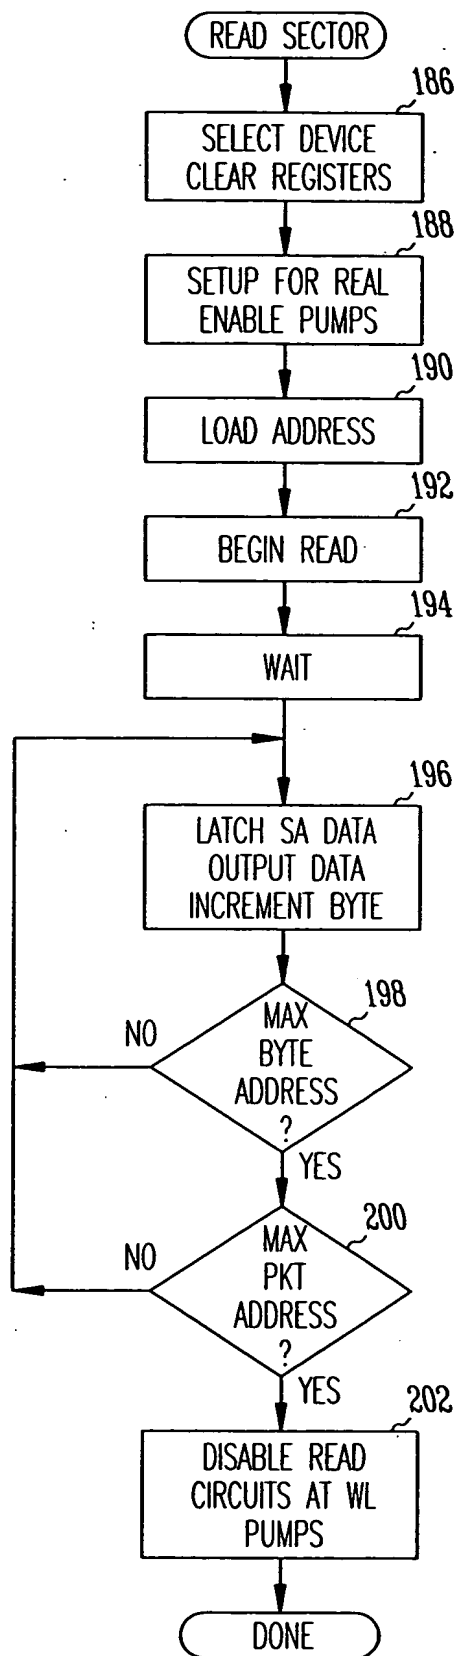 READ SECTOR
186
SELECT DEVICE
CLEAR REGISTERS
188
SETUP FOR REAL
ENABLE PUMPS
190
LOAD ADDRESS
192
BEGIN READ
194
WAIT
196
LATCH SA DATA
OUTPUT DATA
INCREMENT BYTE
198
NO
MAX
BYTE
ADDRESS
?
YES
200
NO
MAX
PKT
ADDRESS
?
YES
202
DISABLE READ
CIRCUITS AT WL
PUMPS
DONE